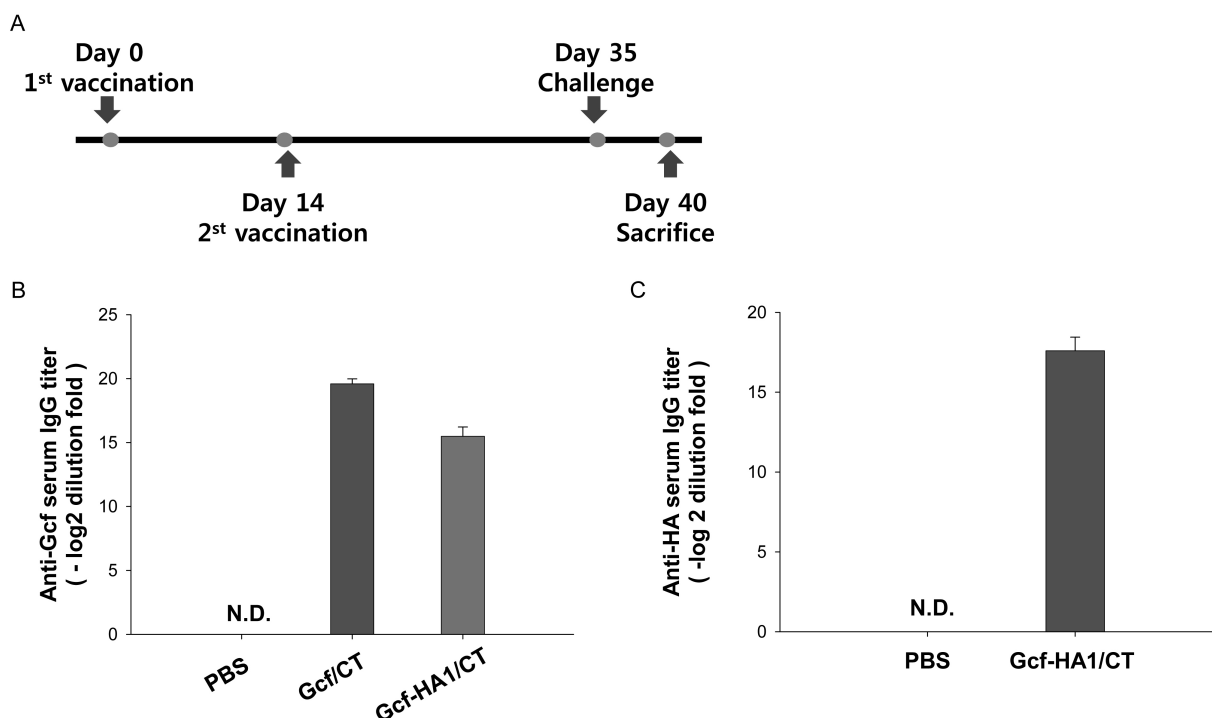 A
Day 0
1st vaccination
Day 35
Challenge
Day 14
2st vaccination
Day 40
Sacrifice
B
Anti-Gcf serum IgG titer
( - log2 dilution fold )
25
20
15
10
5
0
N.D.
PBS
Gcf/CT
Gcf-HA1/CT
C
Anti-HA serum IgG titer
( -log 2 dilution fold )
20
15
10
5
0
N.D.
PBS
Gcf-HA1/CT